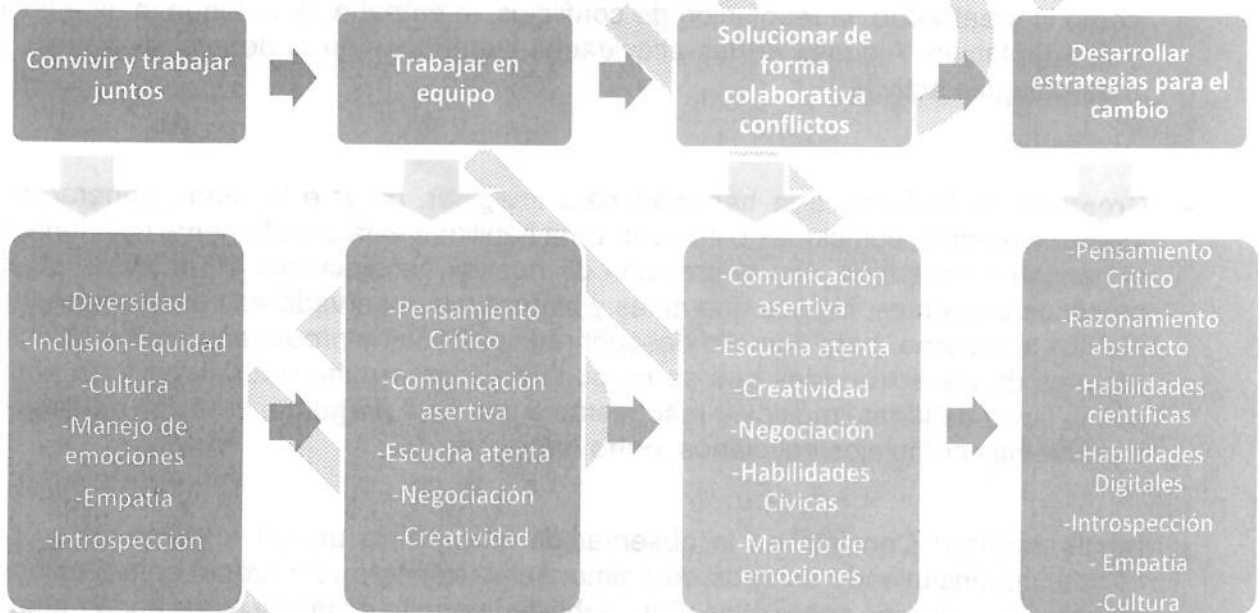 Convivir y trabajar
juntos
Trabajar en
equipo
Solucionar de
forma
colaborativa
conflictos
Desarrollar
estrategias para el
cambio
-Diversidad
-Inclusión-Equidad
-Cultura
-Manejo de
emociones
-Empatía
-Introspección
-Pensamiento
Crítico
-Comunicación
asertiva
-Escucha atenta
-Negociación
-Creatividad
-Comunicación
asertiva
-Escucha atenta
-Creatividad
-Negociación
-Habilidades
Cívicas
-Manejo de
emociones
-Pensamiento
Crítico
-Razonamiento
abstracto
-Habilidades
científicas
-Habilidades
Digitales
-Introspección
- Empatía
-Cultura